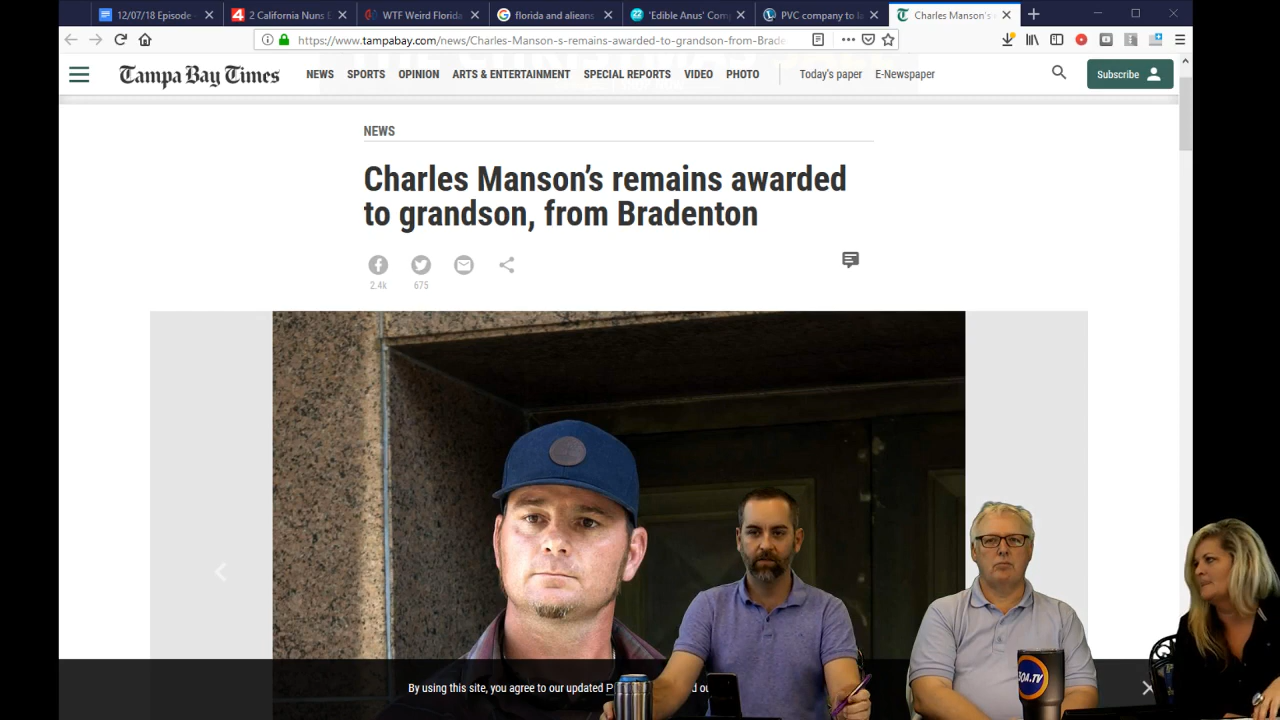 12/07/18 Episode
2 California Nuns E
WTF Weird Florida
florida and alieans
'Edible Anus' Com
PVC company to la
Charles Manson's
https://www.tampabay.com/news/Charles-Manson-s-remains-awarded-to-grandson-from-Brade
Tampa Bay Times
NEWS
SPORTS
OPINION
ARTS & ENTERTAINMENT
SPECIAL REPORTS
VIDEO
PHOTO
Today's paper
E-Newspaper
Subscribe
NEWS
Charles Manson's remains awarded
to grandson, from Bradenton
2.4k
675
By using this site, you agree to our updated P
d ou